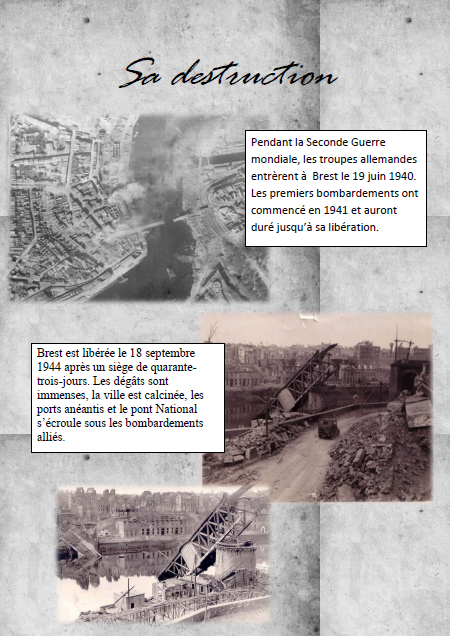 Sa destruction
Pendant la Seconde Guerre
mondiale, les troupes allemandes
entrèrent à  Brest le 19 juin 1940.
Les premiers bombardements ont
commencé en 1941 et auront
duré jusqu’à sa libération.
Brest est libérée le 18 septembre
1944 après un siège de quarante-
trois-jours. Les dégâts sont
immenses, la ville est calcinée, les
ports anéantis et le pont National
s’écroule sous les bombardements
alliés.